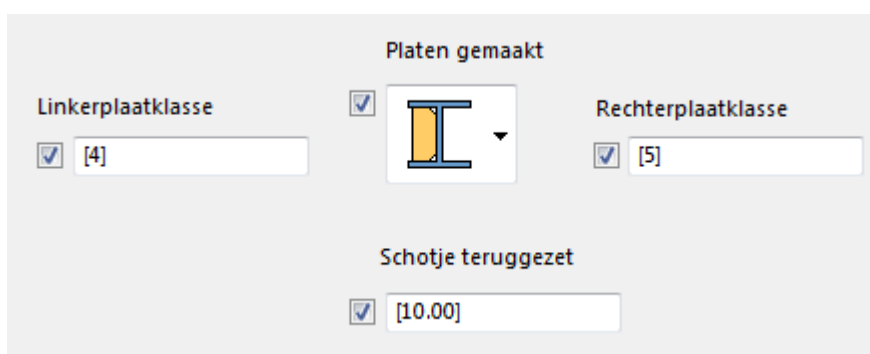 Platen gemaakt
Linkerplaatklasse
Rechterplaatklasse
[4]
[5]
Schotje teruggezet
[10.00]